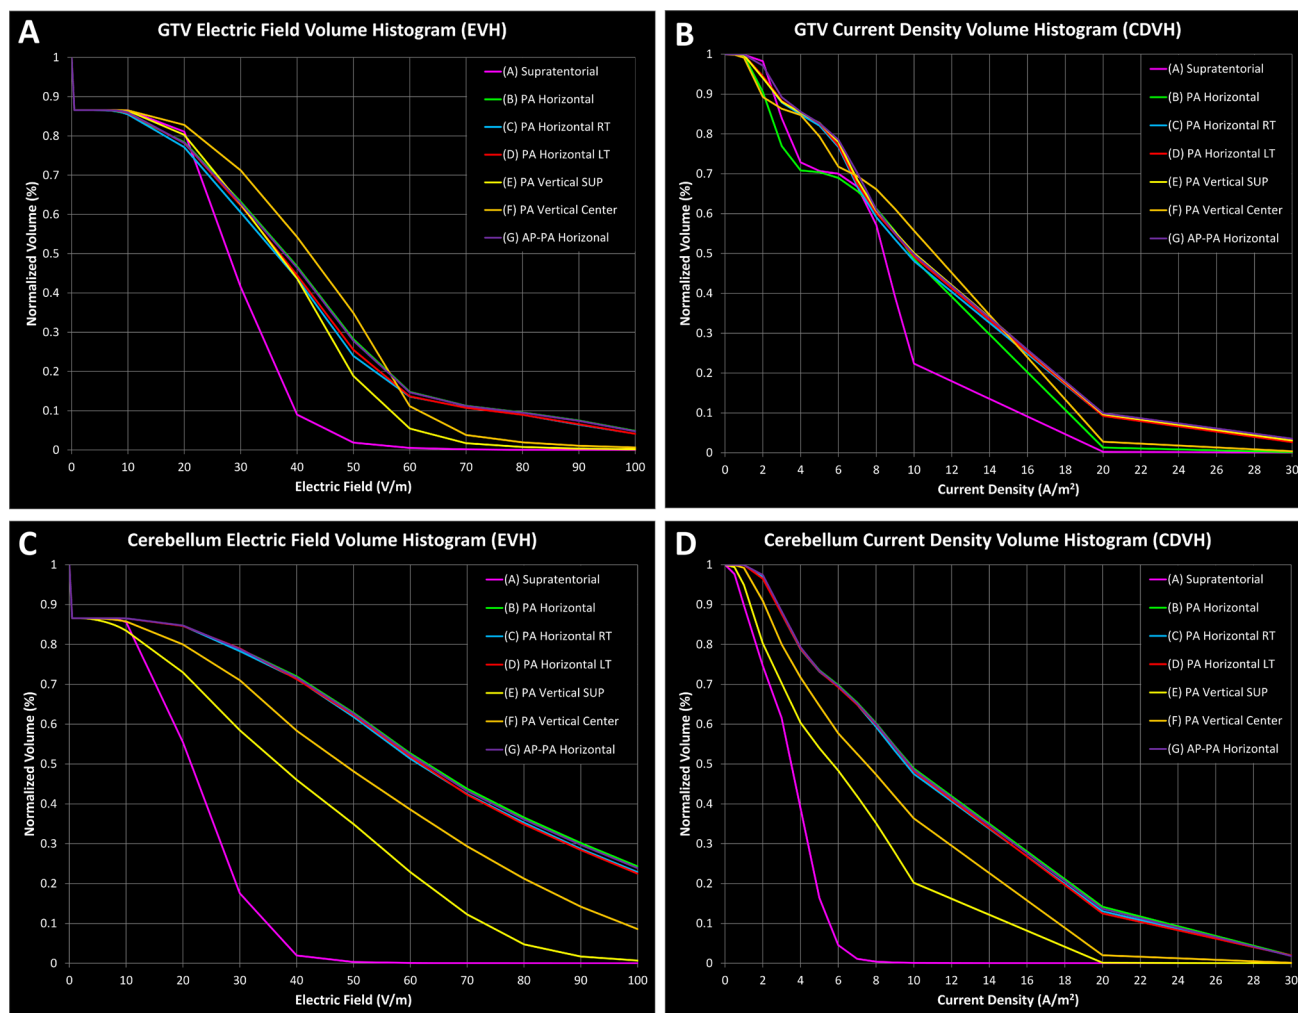 A
GTV Electric Field Volume Histogram (EVH)
Normalized Volume (%)
1
0.9
0.8
0.7
0.6
0.5
0.4
0.3
0.2
0.1
0
(A) Supratentorial
(B) PA Horizontal
(C) PA Horizontal RT
(D) PA Horizontal LT
(E) PA Vertical SUP
(F) PA Vertical Center
(G) AP-PA Horizonal
0 10 20 30 40 50 60 70 80 90 100
Electric Field (V/m)
B
GTV Current Density Volume Histogram (CDVH)
Normalized Volume (%)
1
0.9
0.8
0.7
0.6
0.5
0.4
0.3
0.2
0.1
0
(A) Supratentorial
(B) PA Horizontal
(C) PA Horizontal RT
(D) PA Horizontal LT
(E) PA Vertical SUP
(F) PA Vertical Center
(G) AP-PA Horizontal
0 2 4 6 8 10 12 14 16 18 20 22 24 26 28 30
Current Density (A/m²)
C
Cerebellum Electric Field Volume Histogram (EVH)
Normalized Volume (%)
1
0.9
0.8
0.7
0.6
0.5
0.4
0.3
0.2
0.1
0
(A) Supratentorial
(B) PA Horizontal
(C) PA Horizontal RT
(D) PA Horizontal LT
(E) PA Vertical SUP
(F) PA Vertical Center
(G) AP-PA Horizontal
0 10 20 30 40 50 60 70 80 90 100
Electric Field (V/m)
D
Cerebellum Current Density Volume Histogram (CDVH)
Normalized Volume (%)
1
0.9
0.8
0.7
0.6
0.5
0.4
0.3
0.2
0.1
0
(A) Supratentorial
(B) PA Horizontal
(C) PA Horizontal RT
(D) PA Horizontal LT
(E) PA Vertical SUP
(F) PA Vertical Center
(G) AP-PA Horizontal
0 2 4 6 8 10 12 14 16 18 20 22 24 26 28 30
Current Density (A/m²)